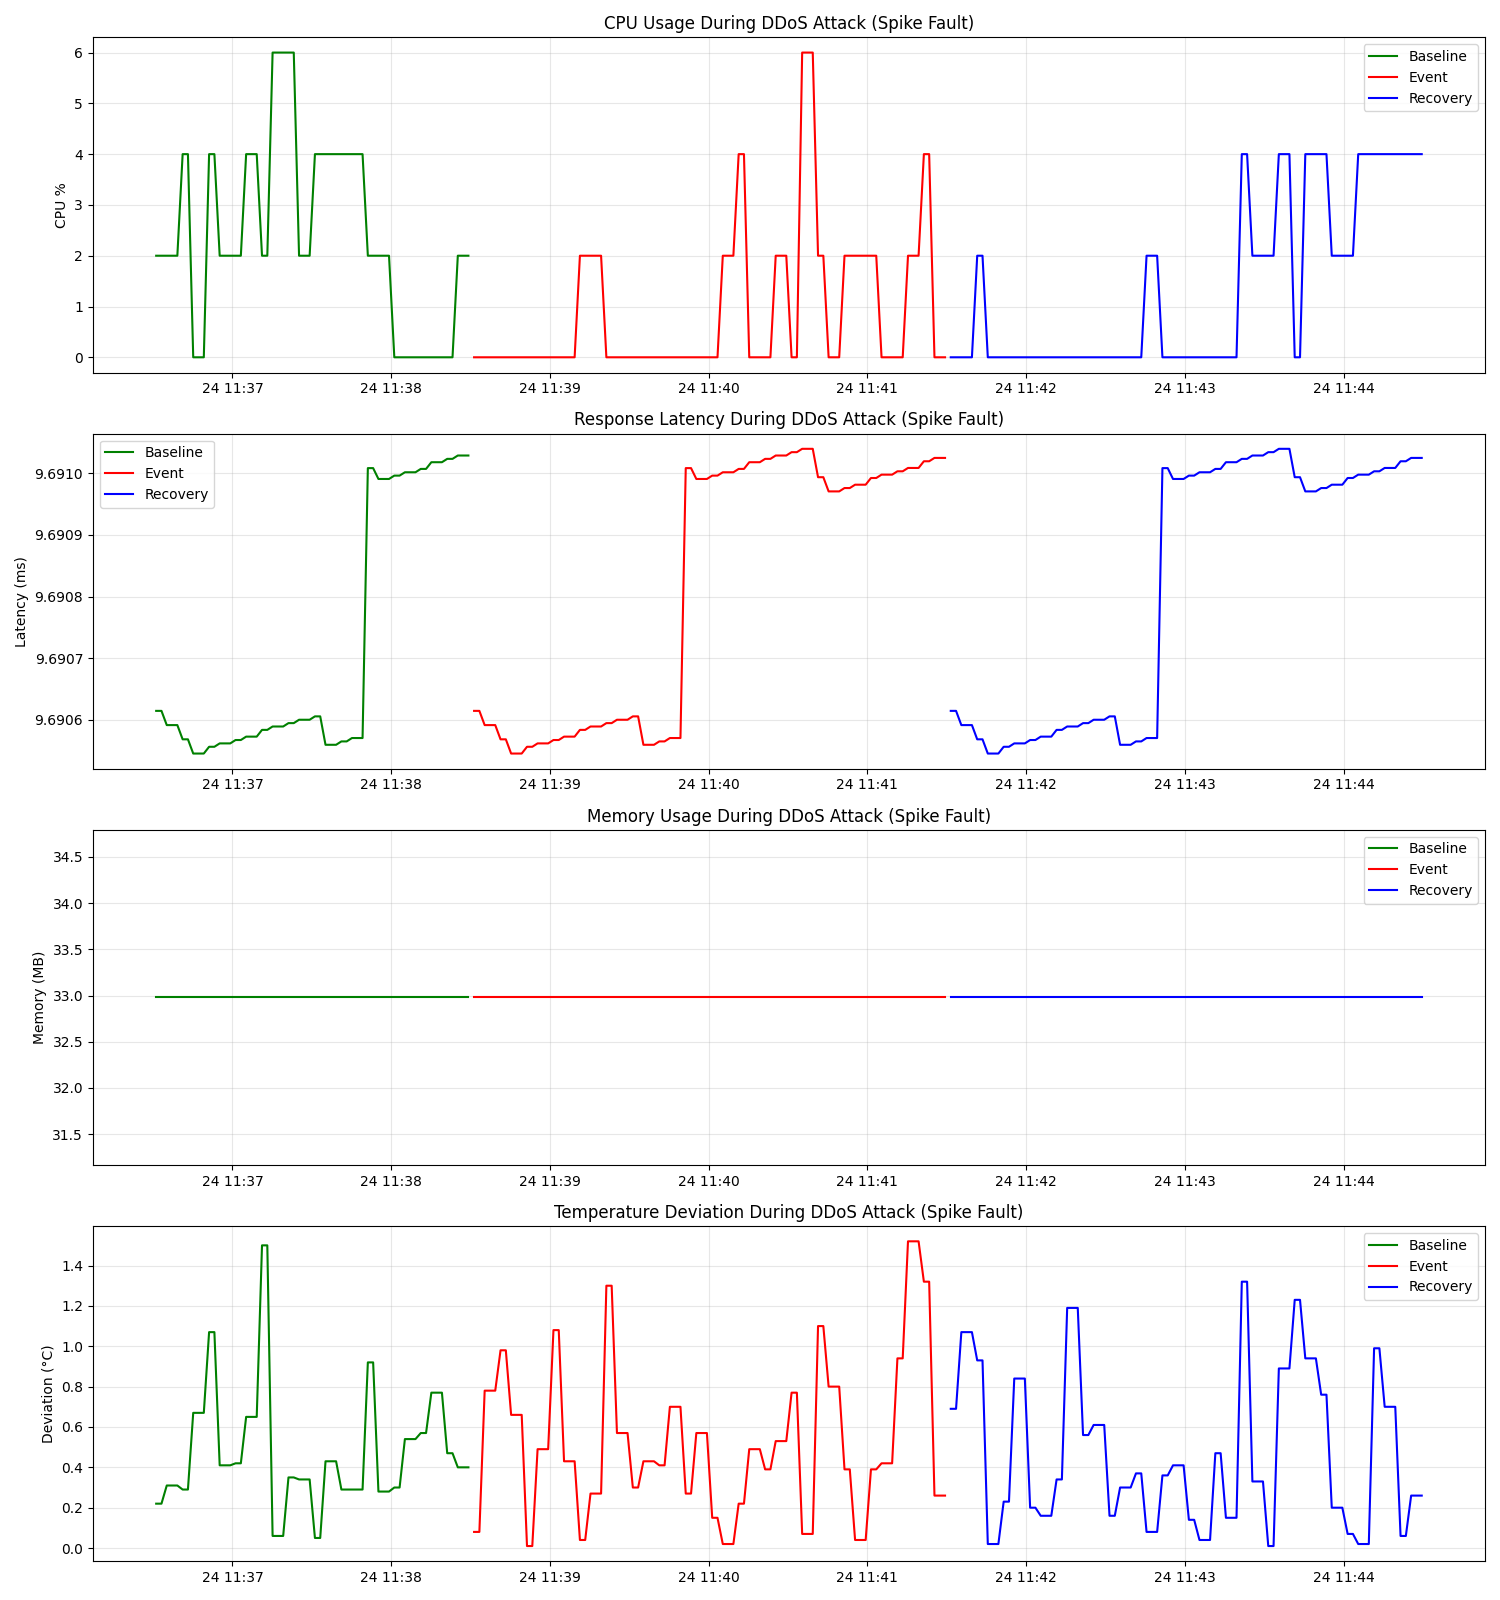 CPU Usage During DDoS Attack (Spike Fault)
CPU %
6
5
4
3
2
1
0
Baseline
Event
Recovery
24 11:37 24 11:38 24 11:39 24 11:40 24 11:41 24 11:42 24 11:43 24 11:44
Response Latency During DDoS Attack (Spike Fault)
Latency (ms)
9.6910
9.6909
9.6908
9.6907
9.6906
Baseline
Event
Recovery
24 11:37 24 11:38 24 11:39 24 11:40 24 11:41 24 11:42 24 11:43 24 11:44
Memory Usage During DDoS Attack (Spike Fault)
Memory (MB)
34.5
34.0
33.5
33.0
32.5
32.0
31.5
Baseline
Event
Recovery
24 11:37 24 11:38 24 11:39 24 11:40 24 11:41 24 11:42 24 11:43 24 11:44
Temperature Deviation During DDoS Attack (Spike Fault)
Deviation (°C)
1.4
1.2
1.0
0.8
0.6
0.4
0.2
0.0
Baseline
Event
Recovery
24 11:37 24 11:38 24 11:39 24 11:40 24 11:41 24 11:42 24 11:43 24 11:44